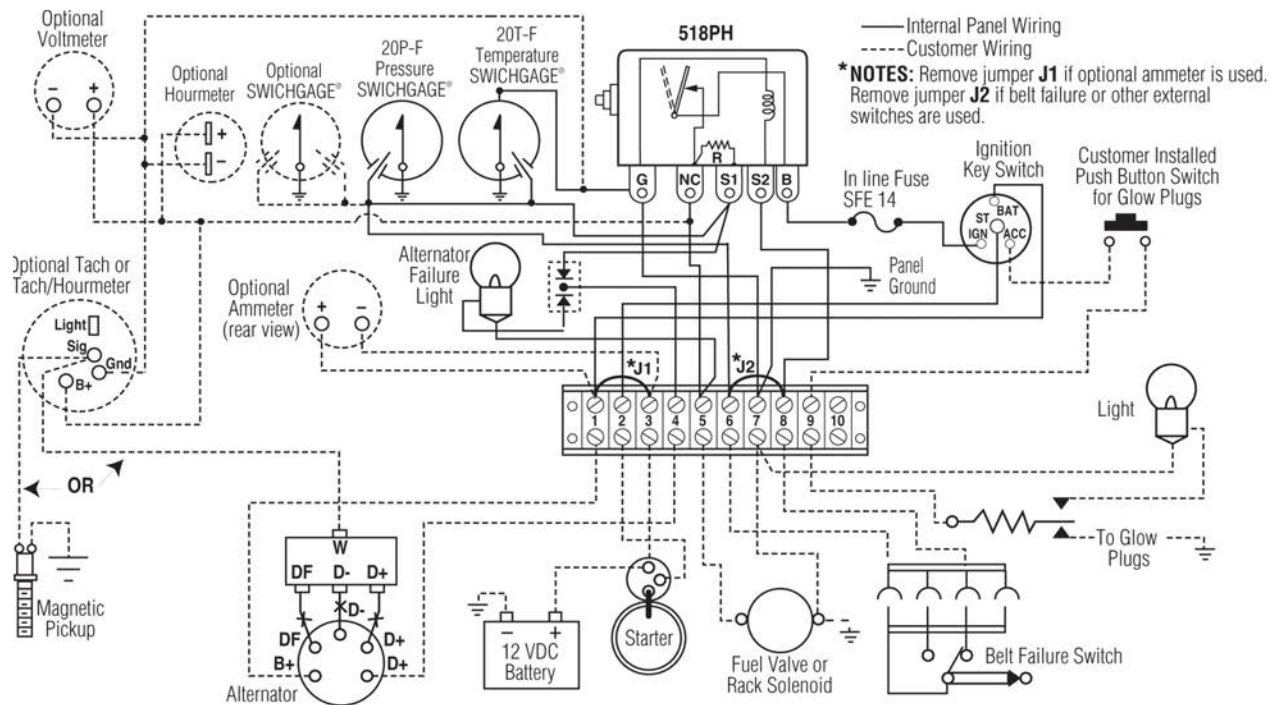 Optional
Voltmeter
- +
Optional
Hourmeter
+
-
Optional
SWICHGAGE®
20P-F
Pressure
SWICHGAGE®
20T-F
Temperature
SWICHGAGE®
518PH
R
G NC S1 S2 B
Internal Panel Wiring
Customer Wiring
*NOTES: Remove jumper J1 if optional ammeter is used.
Remove jumper J2 if belt failure or other external
switches are used.
In line Fuse
SFE 14
Ignition
Key Switch
BAT
ST
IGN ACC
Customer Installed
Push Button Switch
for Glow Plugs
Optional Tach or
Tach/Hourmeter
Light
Sig
Gnd
B+
Optional
Ammeter
(rear view)
+ -
Alternator
Failure
Light
Panel
Ground
*J1
*J2
1 2 3 4 5 6 7 8 9 10
Light
OR
Magnetic
Pickup
W
DF D- D+
D-
DF D+
B+ D+
Alternator
- +
12 VDC
Battery
Starter
Fuel Valve or
Rack Solenoid
To Glow
Plugs
Belt Failure Switch